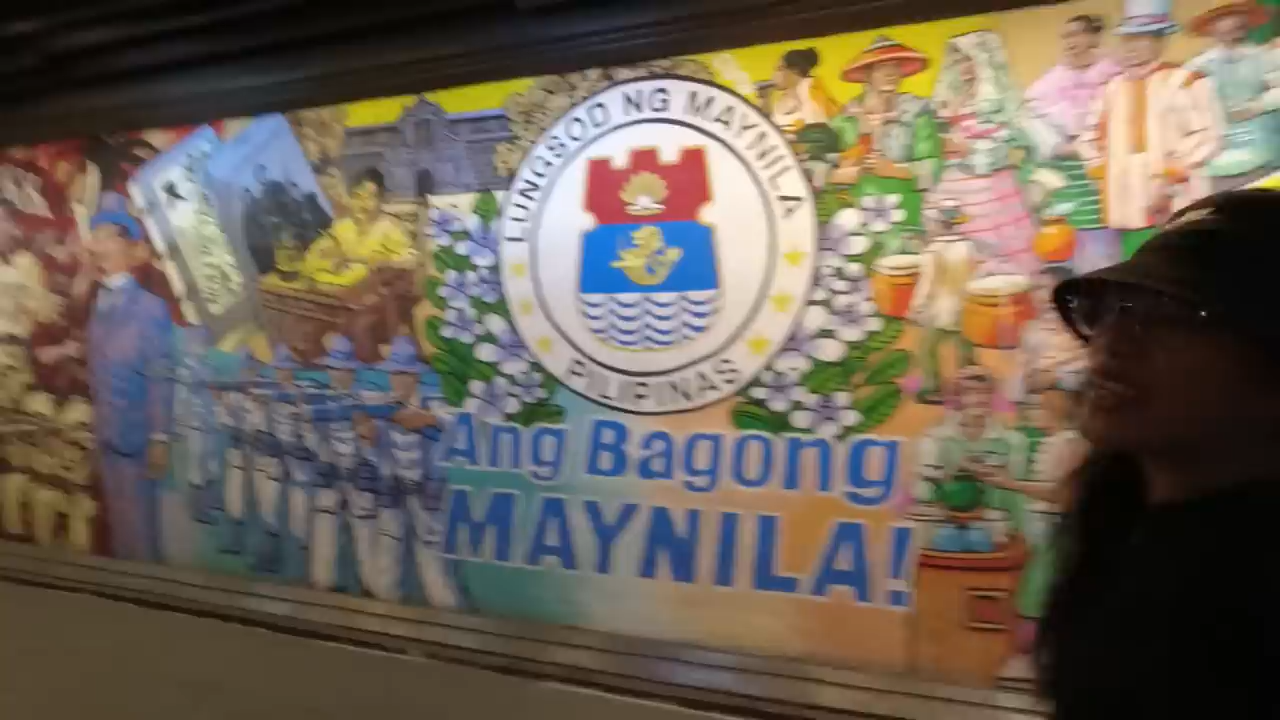 LUNGSOD NG MAYNILA
PILIPINAS
Ang Bagong
MAYNILA!